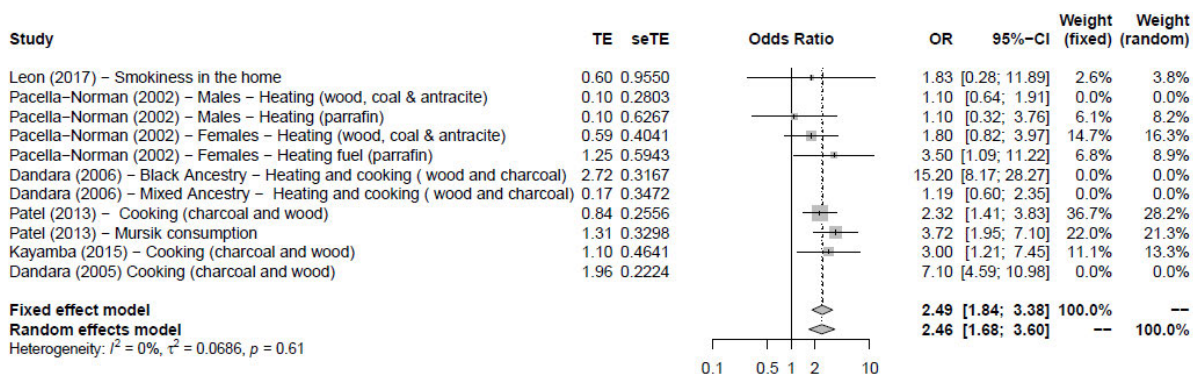 Weight Weight
Study TE seTE Odds Ratio OR 95%−CI (fixed) (random)
Leon (2017) − Smokiness in the home 0.60 0.9550 1.83 [0.28; 11.89] 2.6% 3.8%
Pacella−Norman (2002) − Males − Heating (wood, coal & antracite) 0.10 0.2803 1.10 [0.64; 1.91] 0.0% 0.0%
Pacella−Norman (2002) − Males − Heating (parrafin) 0.10 0.6267 1.10 [0.32; 3.76] 6.1% 8.2%
Pacella−Norman (2002) − Females − Heating (wood, coal & antracite) 0.59 0.4041 1.80 [0.82; 3.97] 14.7% 16.3%
Pacella−Norman (2002) − Females − Heating fuel (parrafin) 1.25 0.5943 3.50 [1.09; 11.22] 6.8% 8.9%
Dandara (2006) − Black Ancestry − Heating and cooking ( wood and charcoal) 2.72 0.3167 15.20 [8.17; 28.27] 0.0% 0.0%
Dandara (2006) − Mixed Ancestry − Heating and cooking ( wood and charcoal) 0.17 0.3472 1.19 [0.60; 2.35] 0.0% 0.0%
Patel (2013) − Cooking (charcoal and wood) 0.84 0.2556 2.32 [1.41; 3.83] 36.7% 28.2%
Patel (2013) − Mursik consumption 1.31 0.3298 3.72 [1.95; 7.10] 22.0% 21.3%
Kayamba (2015) − Cooking (charcoal and wood) 1.10 0.4641 3.00 [1.21; 7.45] 11.1% 13.3%
Dandara (2005) Cooking (charcoal and wood) 1.96 0.2224 7.10 [4.59; 10.98] 0.0% 0.0%
Fixed effect model 2.49 [1.84; 3.38] 100.0% −−
Random effects model 2.46 [1.68; 3.60] −− 100.0%
Heterogeneity: I² = 0%, τ² = 0.0686, p = 0.61
0.1 0.5 1 2 10